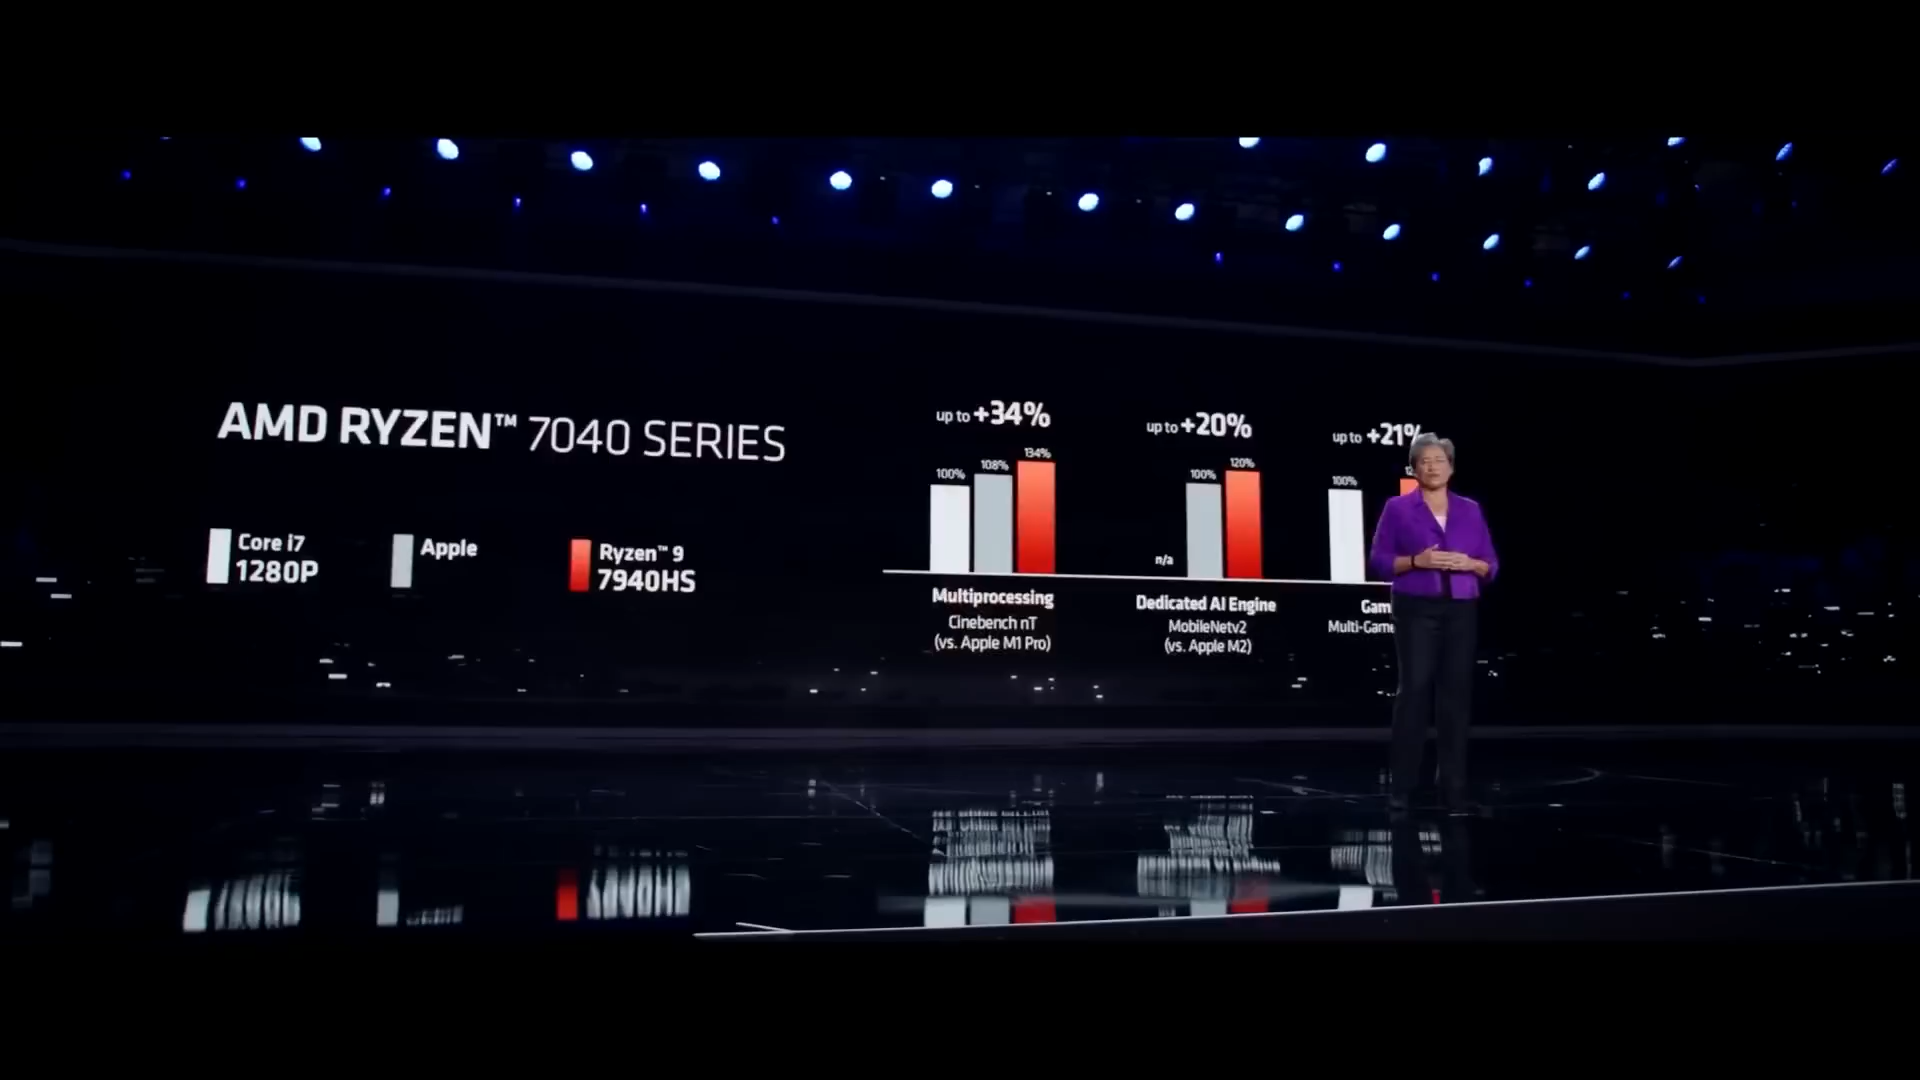 AMD RYZEN™ 7040 SERIES
Core i7
1280P
Apple
Ryzen™ 9
7940HS
up to +34%
100%
108%
134%
Multiprocessing
Cinebench nT
(vs. Apple M1 Pro)
up to +20%
n/a
100%
120%
Dedicated AI Engine
MobileNetv2
(vs. Apple M2)
up to +21%
100%
Multi-Game